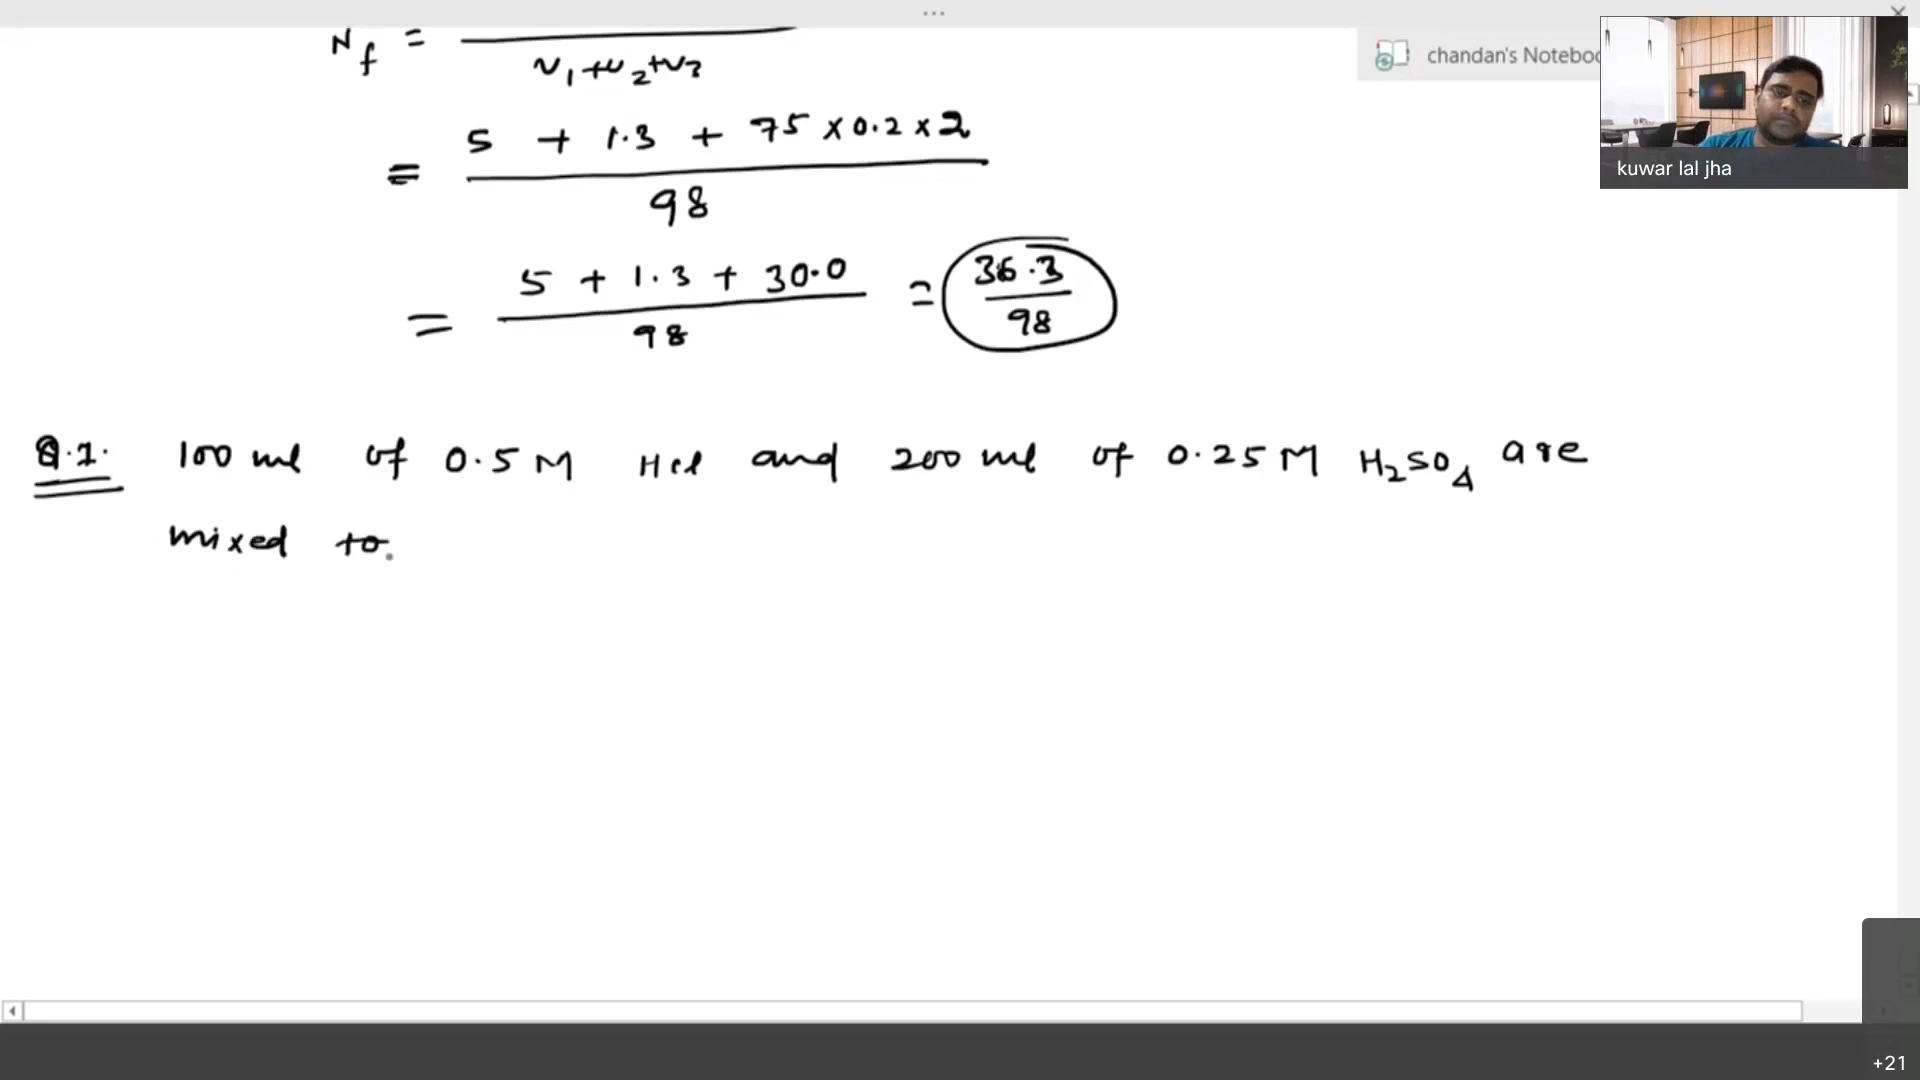 N_f =
v₁+v₂+v₃
= 5 + 1.3 + 75 x 0.2 x 2
98
= 5 + 1.3 + 30.0 = 36.3
98 98
Q.1. 100 ml of 0.5 M Hcl and 200 ml of 0.25 M H₂SO₄ are
mixed to
chandan's Noteboo
kuwar lal jha
+21